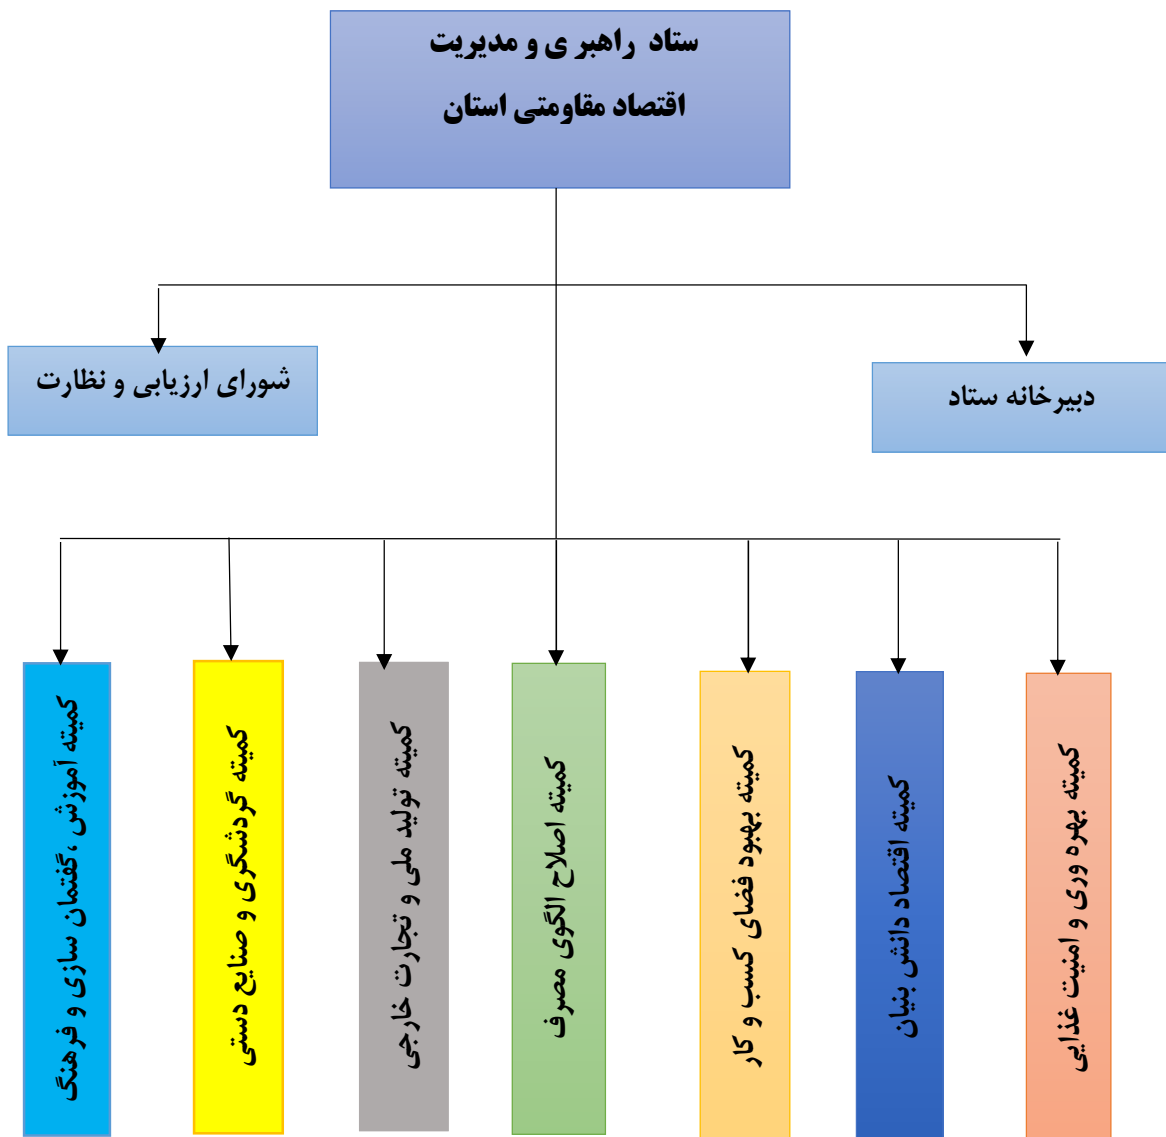 ستاد راهبر ی و مدیریت
اقتصاد مقاومتی استان
دبیرخانه ستاد
شورای ارزیابی و نظارت
کمیته بهره وری و امنیت غذایی
کمیته اقتصاد دانش بنیان
کمیته بهبود فضای کسب و کار
کمیته اصلاح الگوی مصرف
کمیته تولید ملی و تجارت خارجی
کمیته گردشگری و صنایع دستی
کمیته آموزش ،گفتمان سازی و فرهنگ